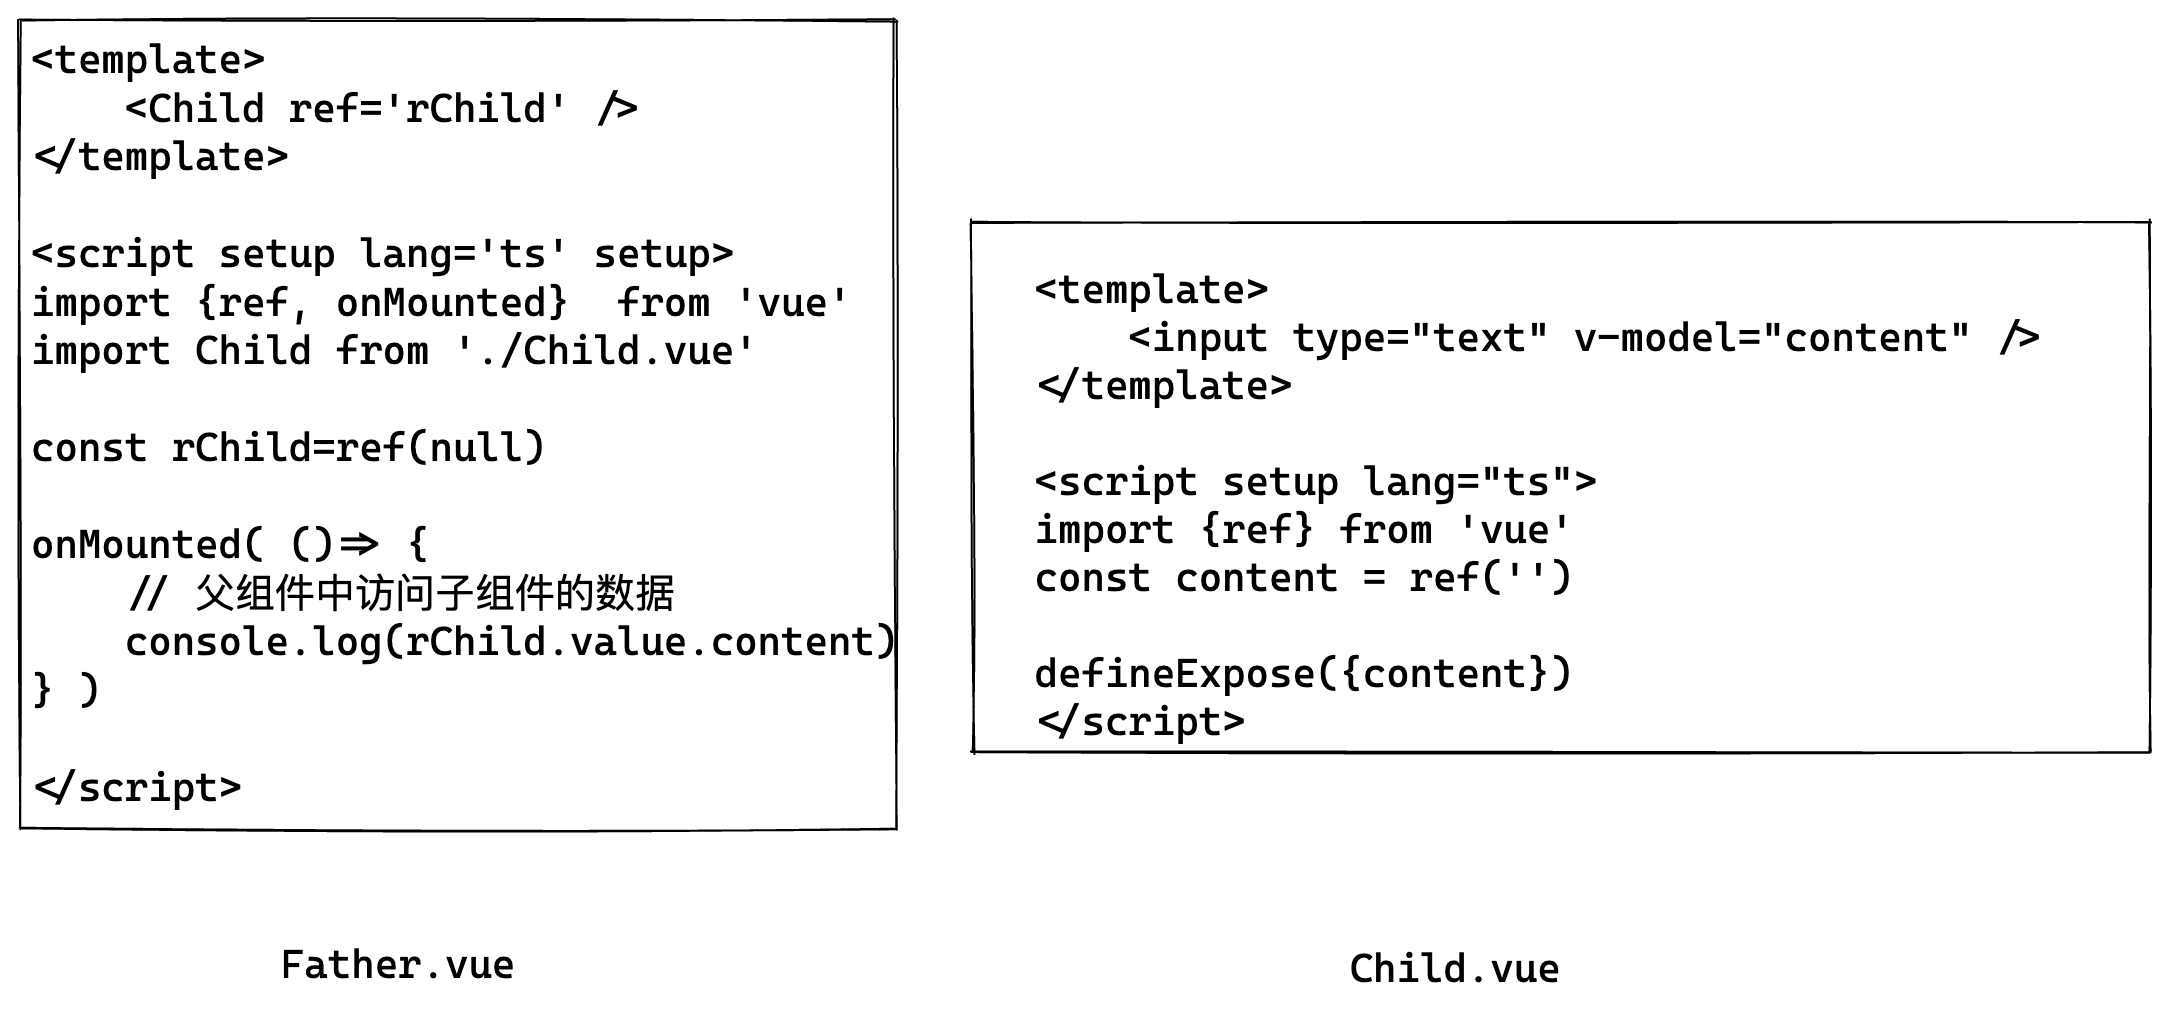 <template>
    <Child ref='rChild' />
</template>
<script setup lang='ts' setup>
import {ref, onMounted}  from 'vue'
import Child from './Child.vue'
const rChild=ref(null)
onMounted( ()=> {
    // 父组件中访问子组件的数据
    console.log(rChild.value.content)
} )
</script>
Father.vue
<template>
    <input type="text" v-model="content" />
</template>
<script setup lang="ts">
import {ref} from 'vue'
const content = ref('')
defineExpose({content})
</script>
Child.vue